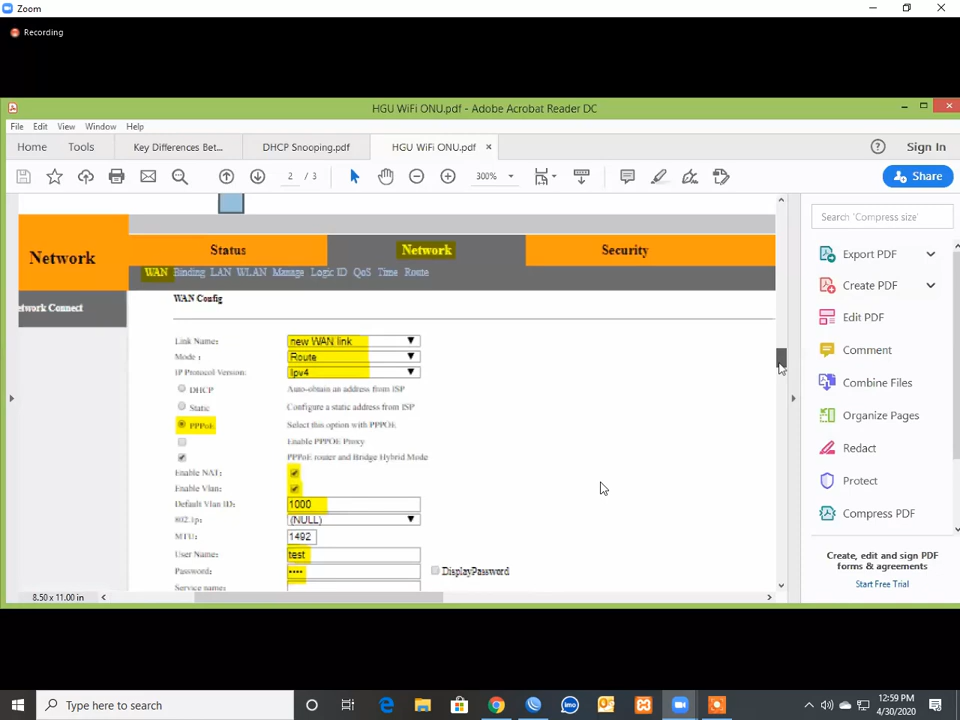 Zoom
Recording
HGU WiFi ONU.pdf - Adobe Acrobat Reader DC
File Edit View Window Help
Home Tools Key Differences Bet... DHCP Snooping.pdf HGU WiFi ONU.pdf × Sign In
2 / 3 300% Share
Network Status Network Security
WAN Binding LAN WLAN Manage Logic ID QoS Time Route
etwork Connect
WAN Config
Link Name: new WAN link
Mode : Route
IP Protocol Version: Ipv4
DHCP Auto-obtain an address from ISP
Static Configure a static address from ISP
PPPoE Select this option with PPPOE
Enable PPPOE Proxy
PPPoE router and Bridge Hybrid Mode
Enable NAT:
Enable Vlan:
Default Vlan ID: 1000
802.1p: (NULL)
MTU: 1492
User Name: test
Password: •••• DisplayPassword
Service name:
8.50 x 11.00 in
Search 'Compress size'
Export PDF
Create PDF
Edit PDF
Comment
Combine Files
Organize Pages
Redact
Protect
Compress PDF
Create, edit and sign PDF
forms & agreements
Start Free Trial
Type here to search
imo
12:59 PM
4/30/2020